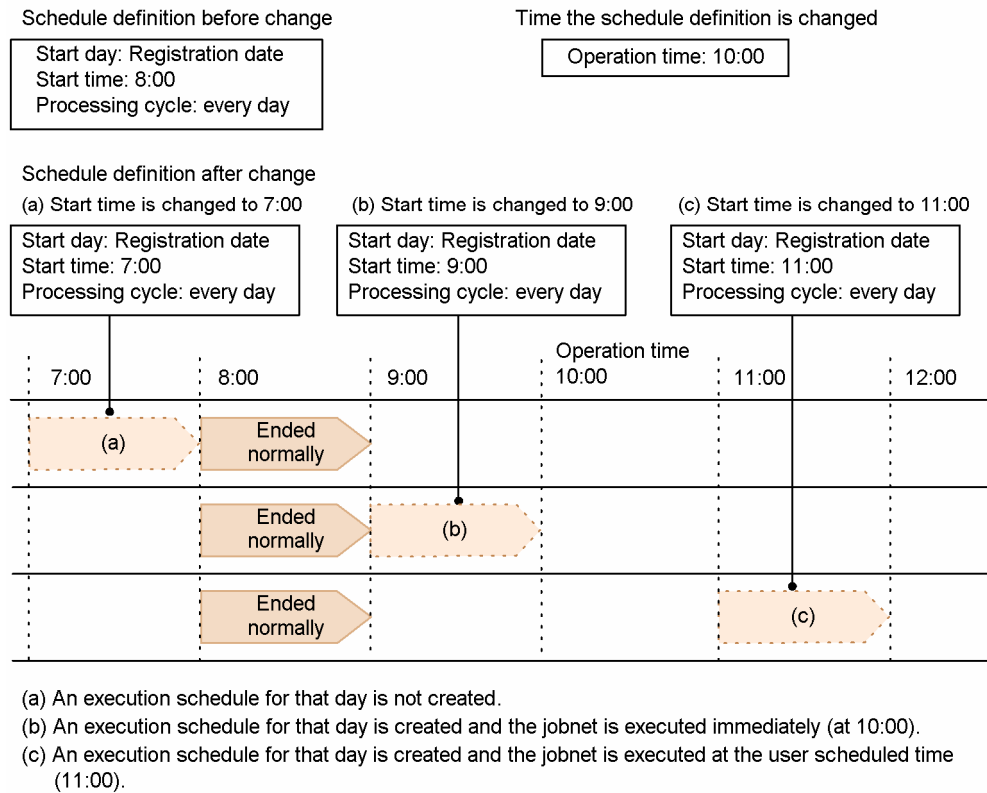 Schedule definition before change
Start day: Registration date
Start time: 8:00
Processing cycle: every day
Time the schedule definition is changed
Operation time: 10:00
Schedule definition after change
(a) Start time is changed to 7:00
Start day: Registration date
Start time: 7:00
Processing cycle: every day
(b) Start time is changed to 9:00
Start day: Registration date
Start time: 9:00
Processing cycle: every day
(c) Start time is changed to 11:00
Start day: Registration date
Start time: 11:00
Processing cycle: every day
Operation time
7:00 8:00 9:00 10:00 11:00 12:00
(a)
Ended
normally
Ended
normally
(b)
Ended
normally
(c)
(a) An execution schedule for that day is not created.
(b) An execution schedule for that day is created and the jobnet is executed immediately (at 10:00).
(c) An execution schedule for that day is created and the jobnet is executed at the user scheduled time
(11:00).